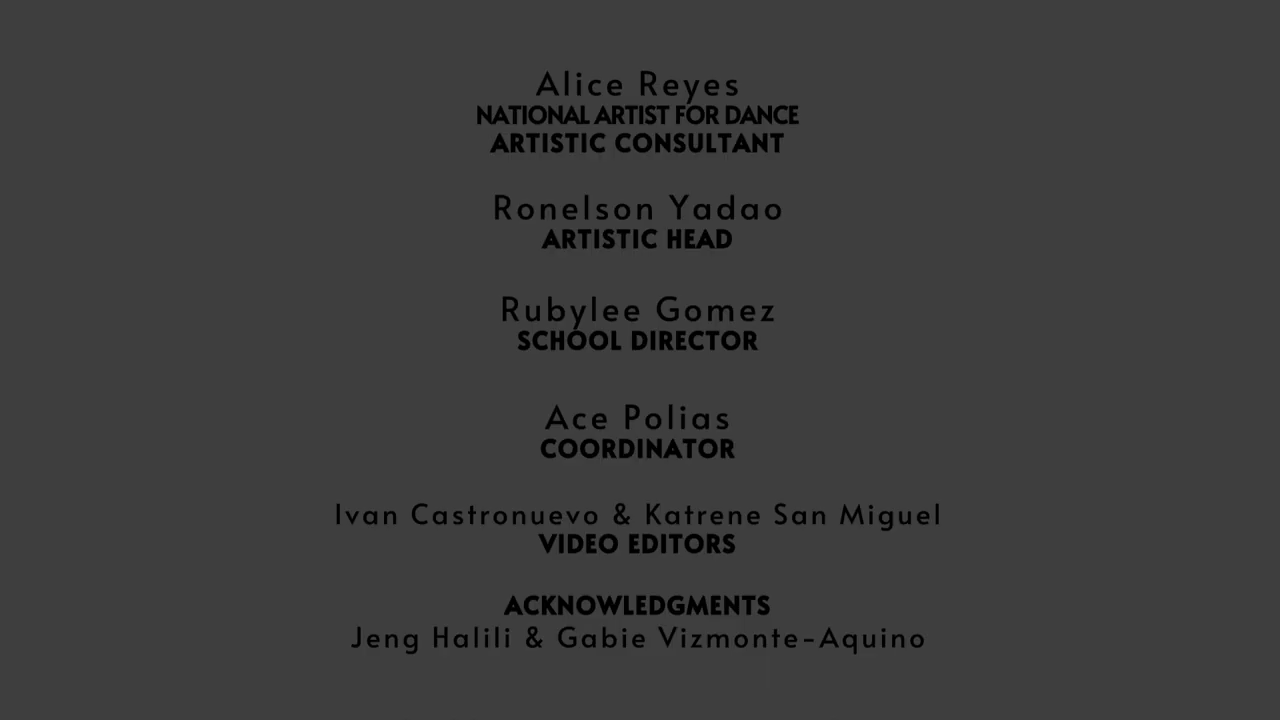 Alice Reyes
NATIONAL ARTIST FOR DANCE
ARTISTIC CONSULTANT
Ronelson Yadao
ARTISTIC HEAD
Rubylee Gomez
SCHOOL DIRECTOR
Ace Polias
COORDINATOR
Ivan Castronuevo & Katrene San Miguel
VIDEO EDITORS
ACKNOWLEDGMENTS
Jeng Halili & Gabie Vizmonte-Aquino